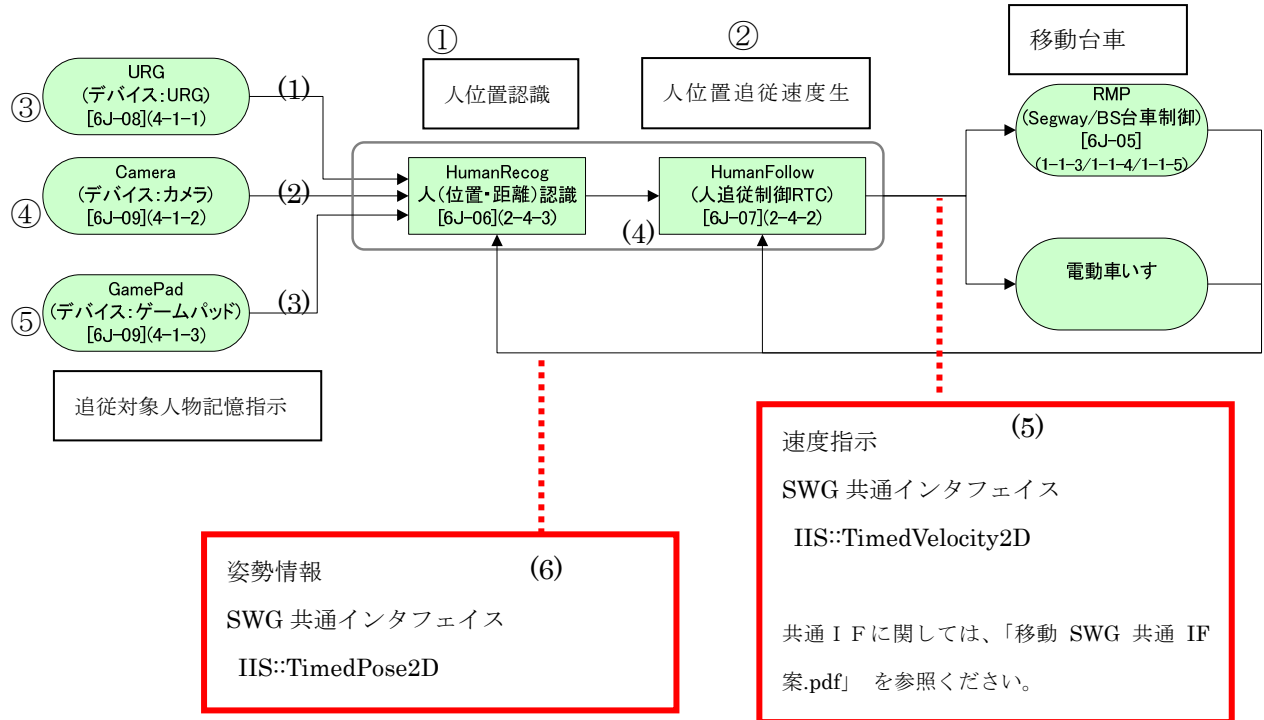 ①
②
移動台車
人位置認識
人位置追従速度生
③
URG
(デバイス:URG)
[6J-08](4-1-1)
(1)
④
Camera
(デバイス:カメラ)
[6J-09](4-1-2)
(2)
⑤
GamePad
(デバイス:ゲームパッド)
[6J-09](4-1-3)
(3)
HumanRecog
人(位置・距離)認識
[6J-06](2-4-3)
(4)
HumanFollow
(人追従制御RTC)
[6J-07](2-4-2)
RMP
(Segway/BS台車制御)
[6J-05]
(1-1-3/1-1-4/1-1-5)
電動車いす
追従対象人物記憶指示
(5)
速度指示
SWG 共通インタフェイス
IIS::TimedVelocity2D
共通ＩＦに関しては、「移動 SWG 共通 IF
案.pdf」 を参照ください。
(6)
姿勢情報
SWG 共通インタフェイス
IIS::TimedPose2D